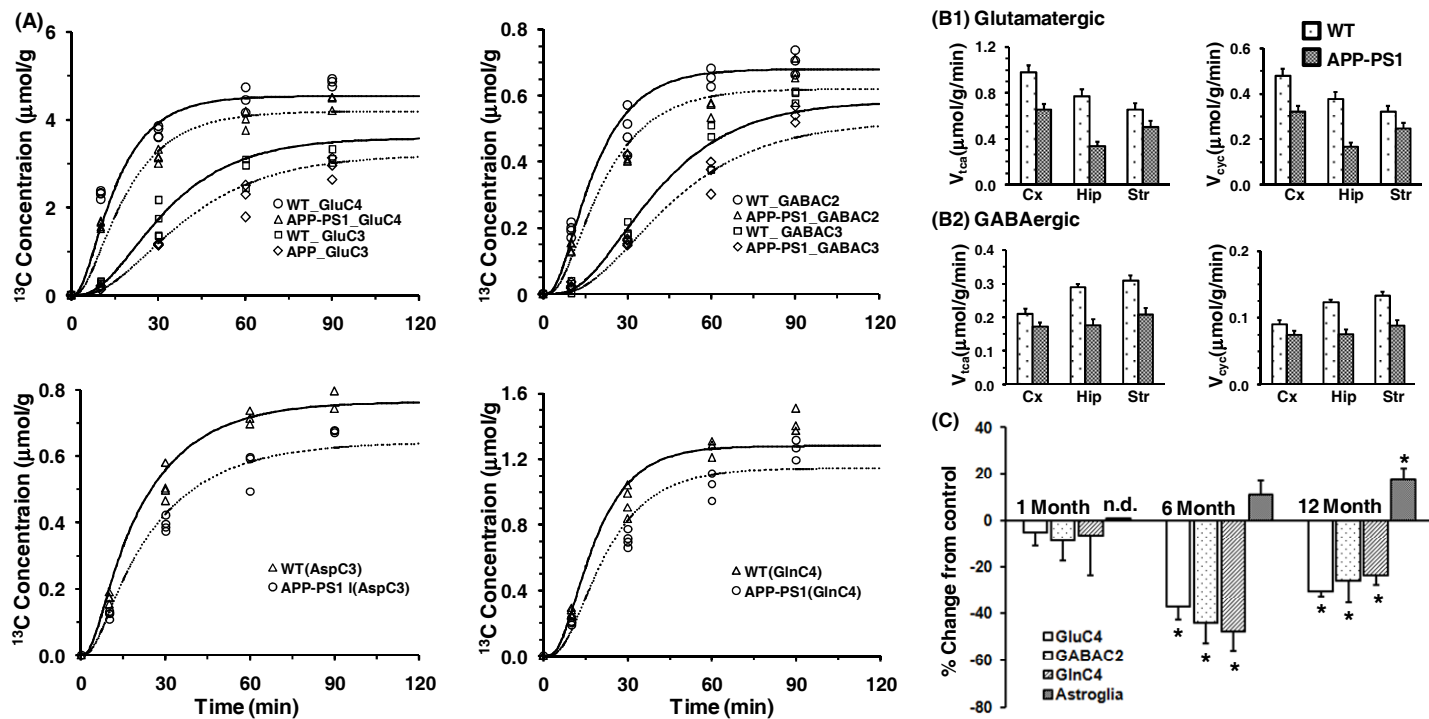 (A)
¹³C Concentraion (μmol/g
6
4
2
0
0 30 60 90 120
WT_GluC4
APP-PS1_GluC4
WT_ GluC3
APP_GluC3
¹³C Concentraion (μmol/g
0.8
0.6
0.4
0.2
0.0
0 30 60 90 120
WT_GABAC2
APP-PS1_GABAC2
WT_GABAC3
APP-PS1_GABAC3
¹³C Concentraion (μmol/g
0.8
0.6
0.4
0.2
0.0
0 30 60 90 120
Time (min)
WT(AspC3)
APP-PS1 I(AspC3)
¹³C Concentraion (μmol/g
1.6
1.2
0.8
0.4
0.0
0 30 60 90 120
Time (min)
WT(GlnC4)
APP-PS1(GlnC4)
(B1) Glutamatergic
WT
APP-PS1
Vtca(μmol/g/min)
1.2
0.8
0.4
0.0
Cx Hip Str
Vcyc(μmol/g/min)
0.6
0.4
0.2
0.0
Cx Hip Str
(B2) GABAergic
Vtca(μmol/g/min)
0.4
0.3
0.2
0.1
0.0
Cx Hip Str
Vcyc(μmol/g/min)
0.2
0.1
0.0
Cx Hip Str
(C)
% Change from control
40
20
0
-20
-40
-60
-80
1 Month n.d. 6 Month 12 Month
*
* * *
* * *
GluC4
GABAC2
GlnC4
Astroglia